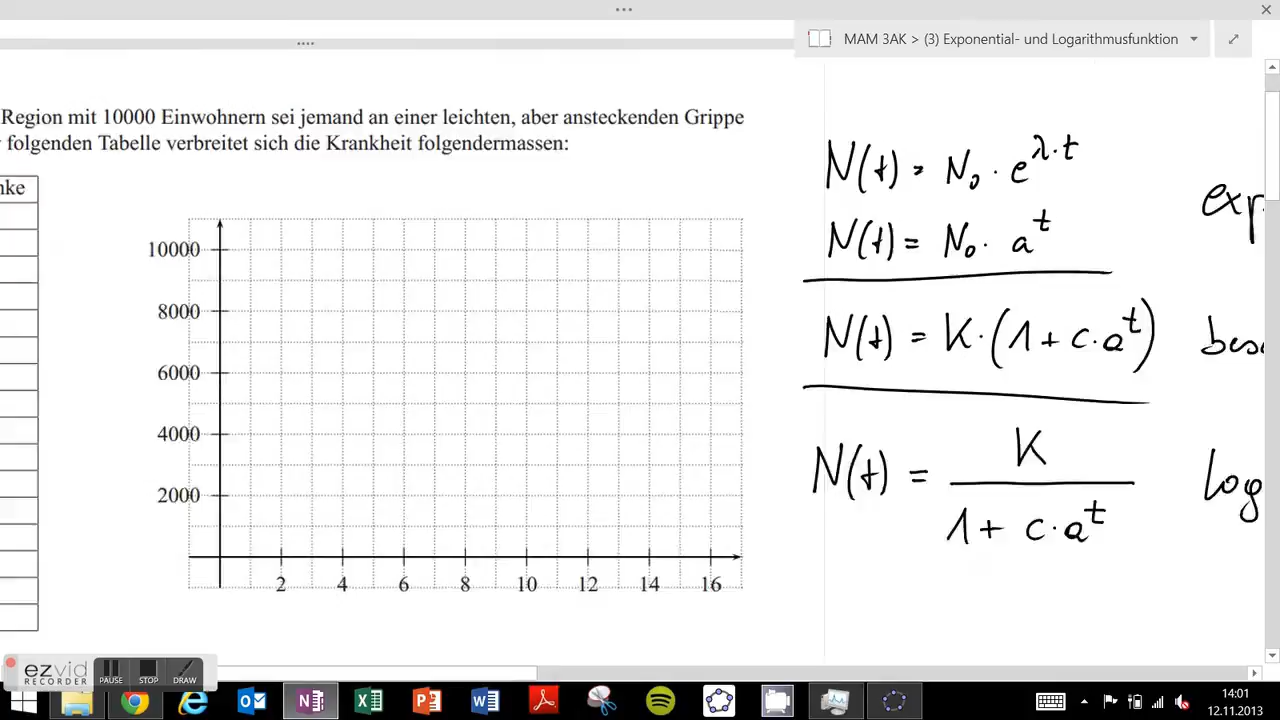 MAM 3AK > (3) Exponential- und Logarithmusfunktion
Region mit 10000 Einwohnern sei jemand an einer leichten, aber ansteckenden Grippe
folgenden Tabelle verbreitet sich die Krankheit folgendermassen:
nke
10000
8000
6000
4000
2000
2 4 6 8 10 12 14 16
N(t) = N₀ · e^(λ·t)
N(t) = N₀ · a^t
exp
N(t) = K · (1 + c · a^t)
bes
N(t) = K / (1 + c · a^t)
log
ezvid
RECORDER
PAUSE STOP DRAW
14:01
12.11.2013